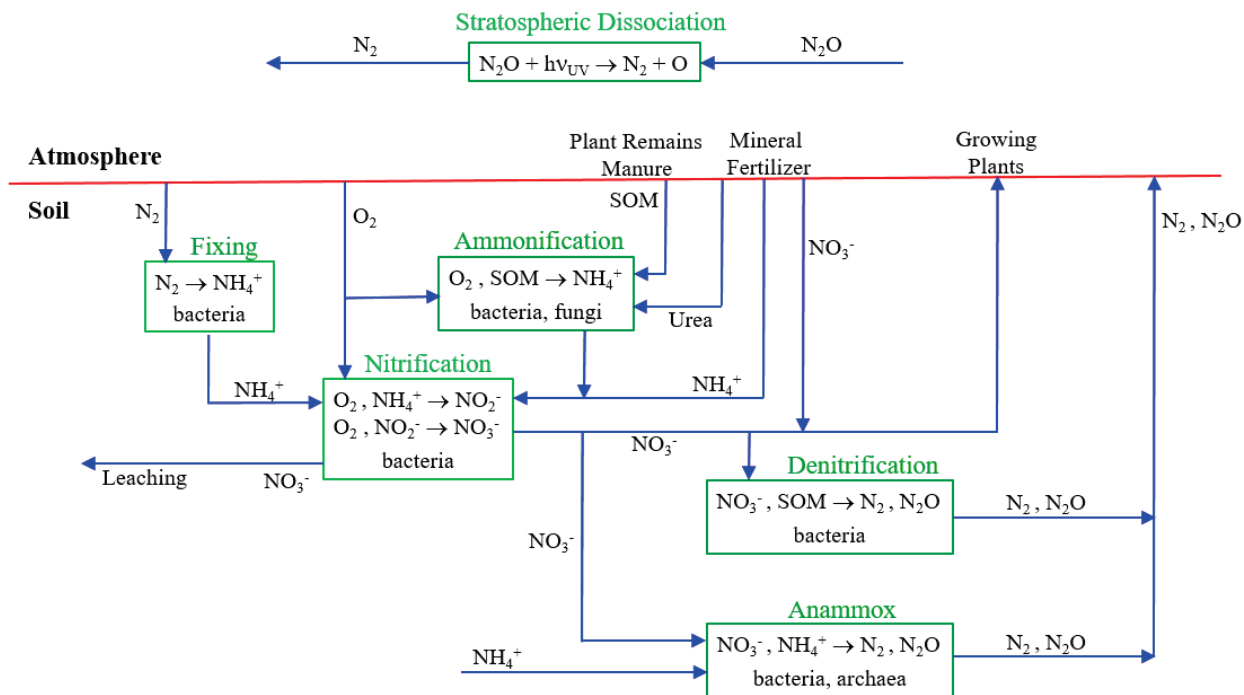 Stratospheric Dissociation
N₂
N₂O + hν_UV → N₂ + O
N₂O
Atmosphere
Plant Remains
Manure
Mineral
Fertilizer
Growing
Plants
Soil
N₂
O₂
SOM
NO₃⁻
N₂ , N₂O
Fixing
N₂ → NH₄⁺
bacteria
Ammonification
O₂ , SOM → NH₄⁺
bacteria, fungi
Urea
Nitrification
NH₄⁺
O₂ , NH₄⁺ → NO₂⁻
O₂ , NO₂⁻ → NO₃⁻
bacteria
NH₄⁺
NO₃⁻
Leaching
NO₃⁻
Denitrification
NO₃⁻ , SOM → N₂ , N₂O
bacteria
N₂ , N₂O
NO₃⁻
Anammox
NO₃⁻, NH₄⁺ → N₂ , N₂O
bacteria, archaea
NH₄⁺
N₂ , N₂O